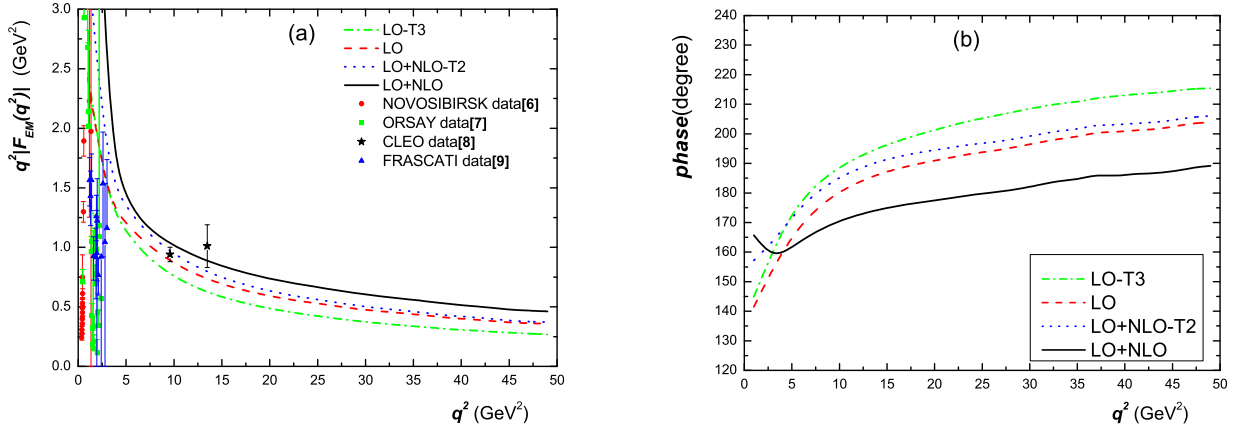 (a)
q²|F_EM(q²)| (GeV²)
3.0
2.5
2.0
1.5
1.0
0.5
0.0
LO-T3
LO
LO+NLO-T2
LO+NLO
NOVOSIBIRSK data[6]
ORSAY data[7]
CLEO data[8]
FRASCATI data[9]
0 5 10 15 20 25 30 35 40 45 50
q² (GeV²)
(b)
phase(degree)
240
230
220
210
200
190
180
170
160
150
140
130
120
LO-T3
LO
LO+NLO-T2
LO+NLO
0 5 10 15 20 25 30 35 40 45 50
q² (GeV²)